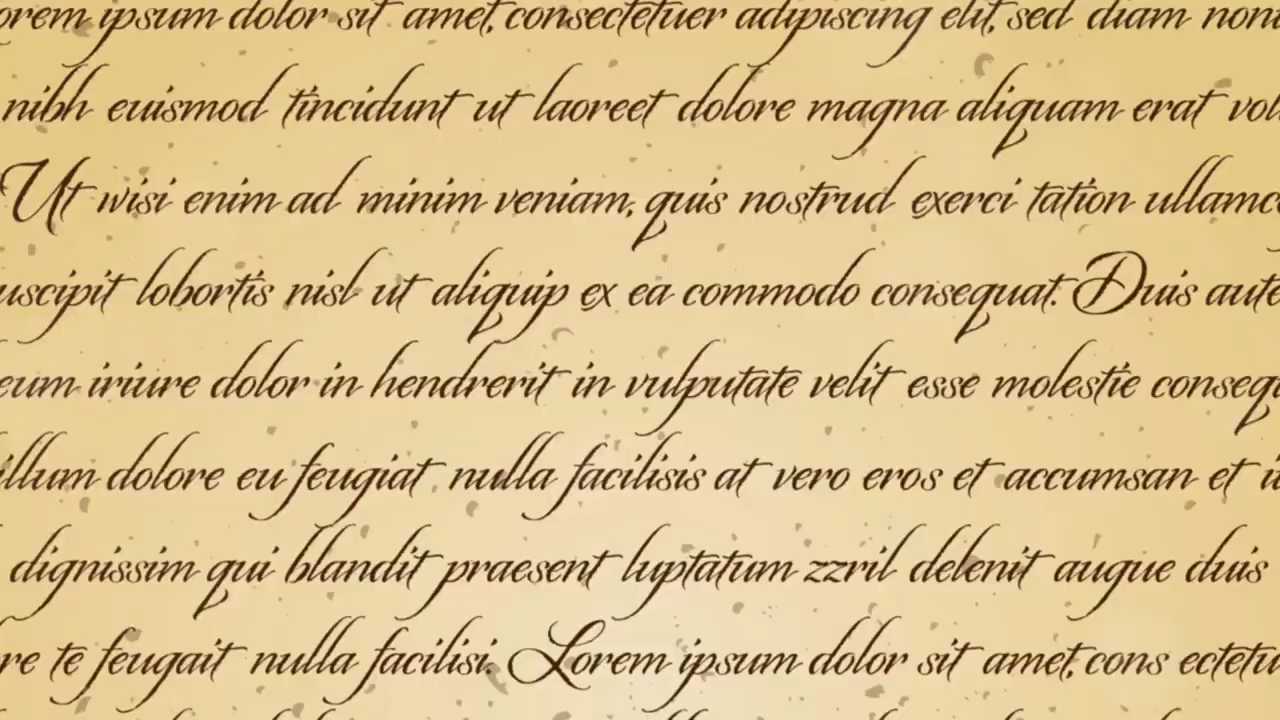 orem ipsum dolor sit amet, consectetuer adipiscing elit, sed diam non
nibh euismod tincidunt ut laoreet dolore magna aliquam erat vol
Ut wisi enim ad minim veniam, quis nostrud exerci tation ullamc
uscipit lobortis nisl ut aliquip ex ea commodo consequat. Duis aute
eum iriure dolor in hendrerit in vulputate velit esse molestie conseq
illum dolore eu feugiat nulla facilisis at vero eros et accumsan et i
dignissim qui blandit praesent luptatum zzril delenit augue duis
re te feugait nulla facilisi. Lorem ipsum dolor sit amet, cons ectetu